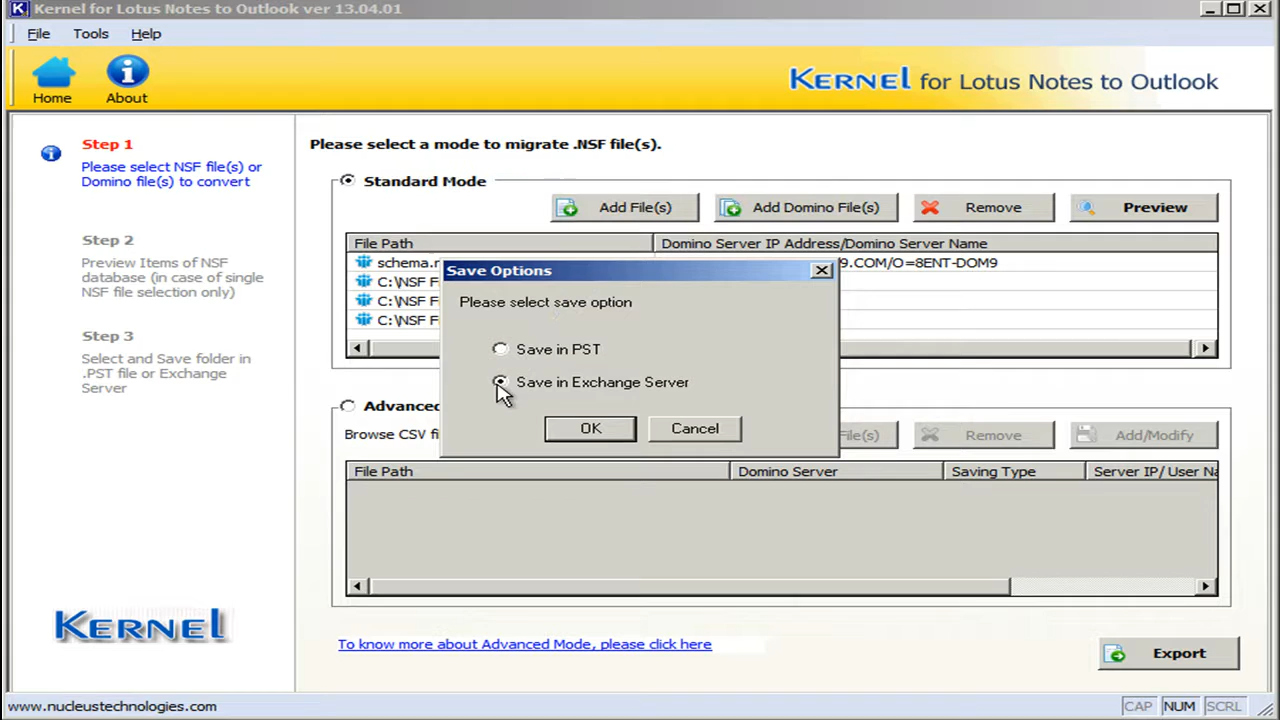 Kernel for Lotus Notes to Outlook ver 13.04.01
File Tools Help
Home About
KERNEL for Lotus Notes to Outlook
Step 1
Please select NSF file(s) or
Domino file(s) to convert
Step 2
Preview Items of NSF
database (in case of single
NSF file selection only)
Step 3
Select and Save folder in
.PST file or Exchange
Server
KERNEL
Please select a mode to migrate .NSF file(s).
Standard Mode
Add File(s) Add Domino File(s) Remove Preview
File Path Domino Server IP Address/Domino Server Name
schema.n 9.COM/O=8ENT-DOM9
C:\NSF F
C:\NSF F
C:\NSF F
Save Options
Please select save option
Save in PST
Save in Exchange Server
OK Cancel
Advanced
Browse CSV fi File(s) Remove Add/Modify
File Path Domino Server Saving Type Server IP/ User Na
To know more about Advanced Mode, please click here
Export
www.nucleustechnologies.com CAP NUM SCRL